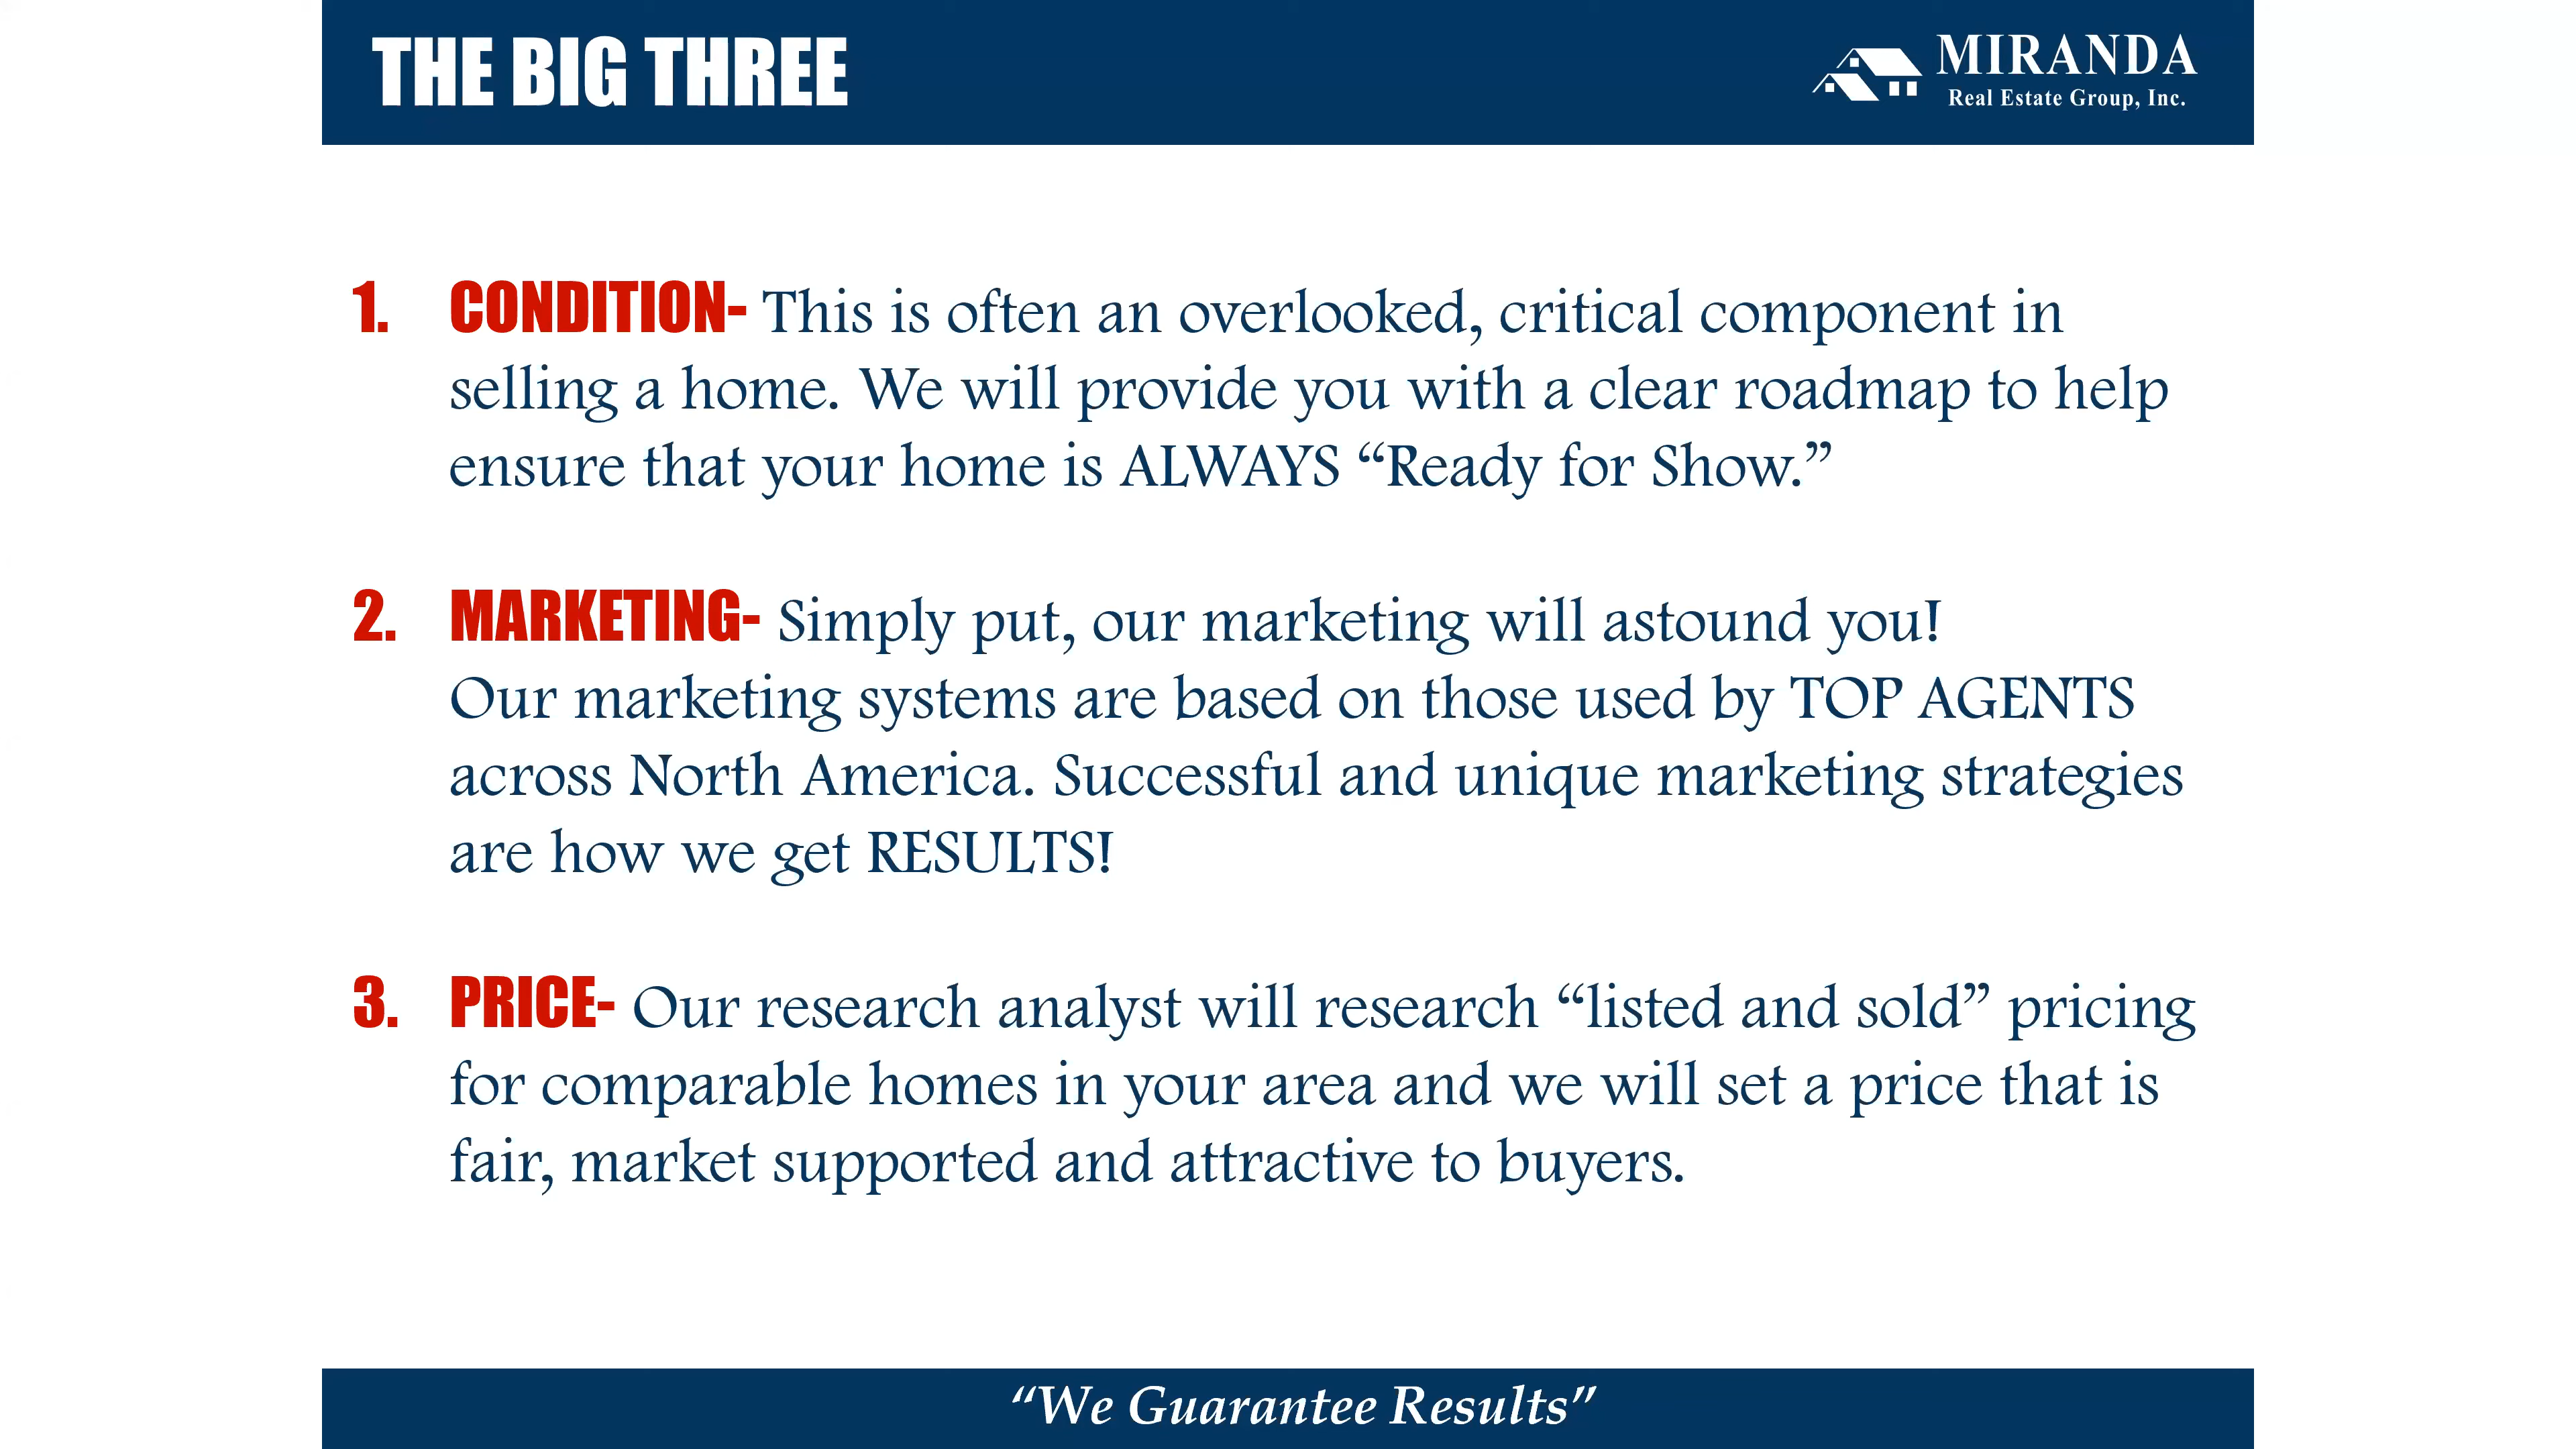 THE BIG THREE
MIRANDA
Real Estate Group, Inc.
1. CONDITION- This is often an overlooked, critical component in
selling a home. We will provide you with a clear roadmap to help
ensure that your home is ALWAYS “Ready for Show.”
2. MARKETING- Simply put, our marketing will astound you!
Our marketing systems are based on those used by TOP AGENTS
across North America. Successful and unique marketing strategies
are how we get RESULTS!
3. PRICE- Our research analyst will research “listed and sold” pricing
for comparable homes in your area and we will set a price that is
fair, market supported and attractive to buyers.
“We Guarantee Results”